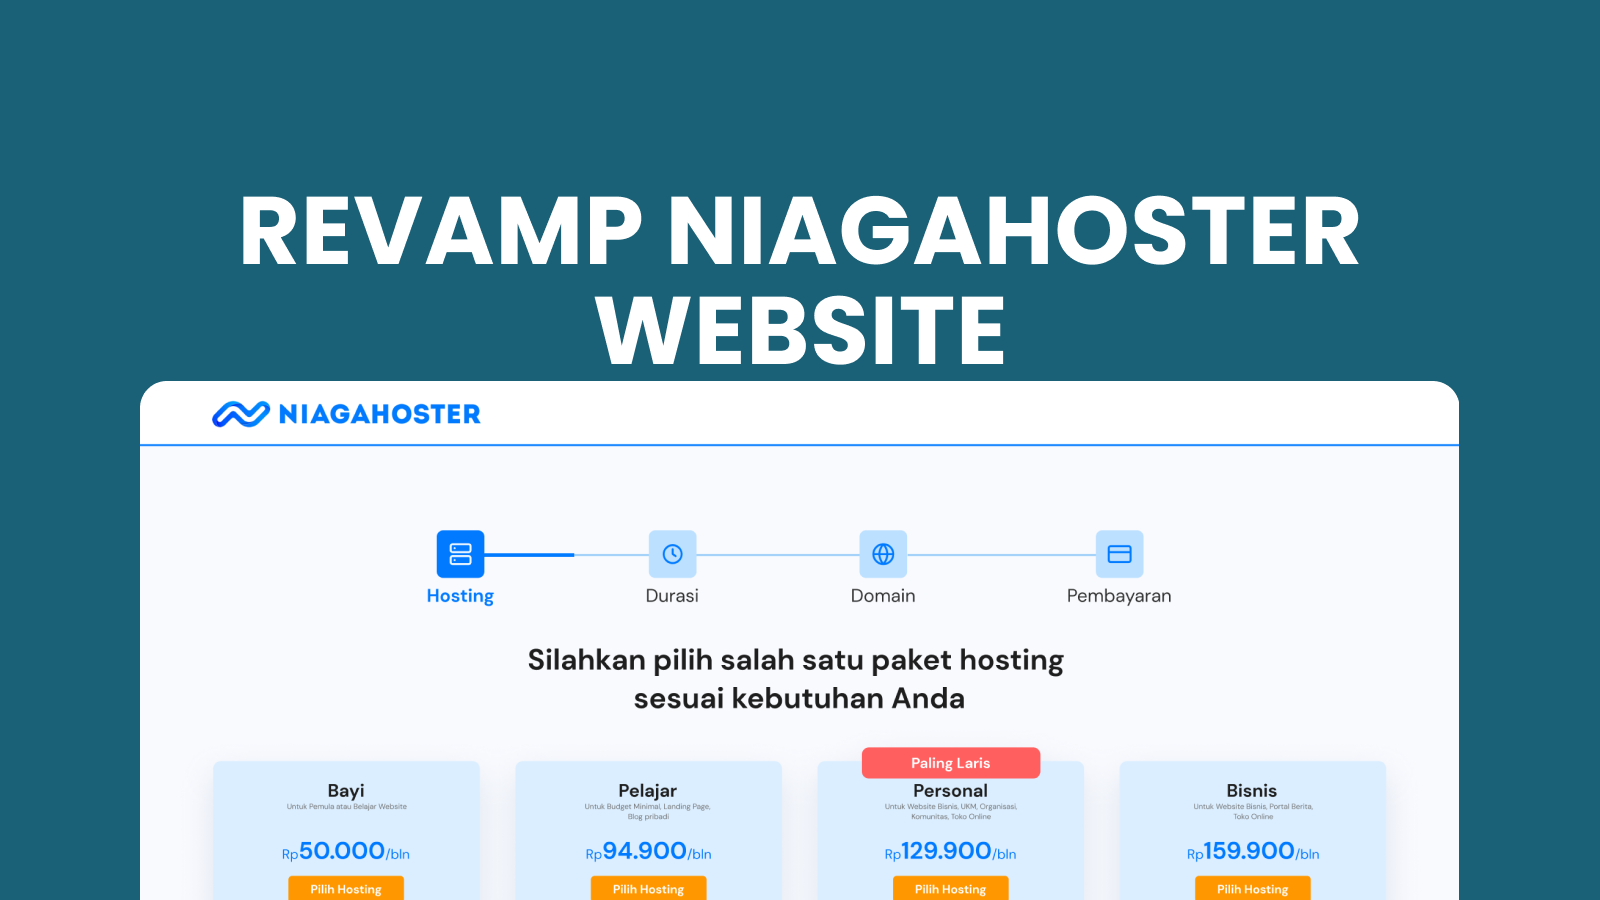 REVAMP NIAGAHOSTER
WEBSITE
NIAGAHOSTER
Hosting
Durasi
Domain
Pembayaran
Silahkan pilih salah satu paket hosting
sesuai kebutuhan Anda
Bayi
Untuk Pemula atau Belajar Website
Rp50.000/bln
Pilih Hosting
Pelajar
Untuk Budget Minimal, Landing Page,
Blog pribadi
Rp94.900/bln
Pilih Hosting
Paling Laris
Personal
Untuk Website Bisnis, UKM, Organisasi,
Komunitas, Toko Online
Rp129.900/bln
Pilih Hosting
Bisnis
Untuk Website Bisnis, Portal Berita,
Toko Online
Rp159.900/bln
Pilih Hosting